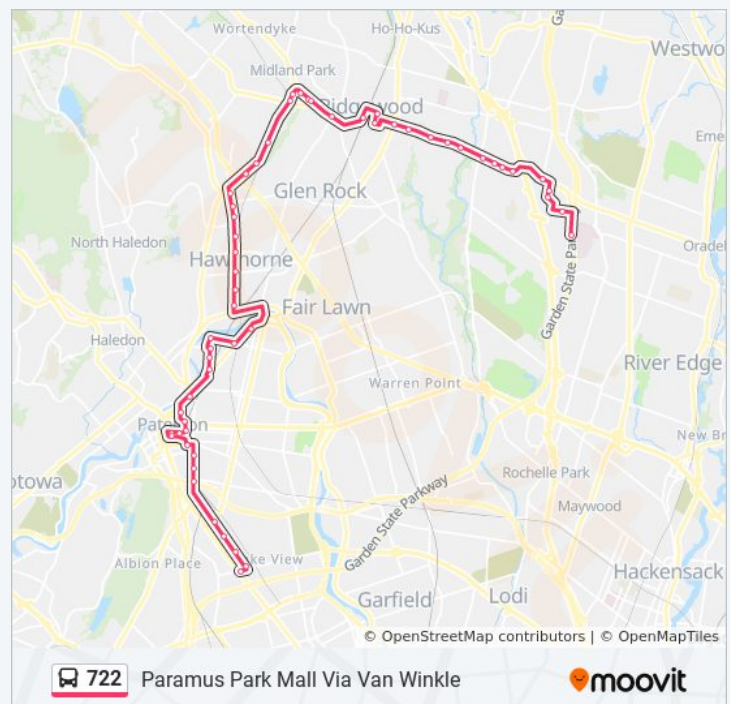 Wortendyke
Ho-Ho-Kus
Ga
Westwo
Midland Park
Ridgewood
Eme
Glen Rock
North Haledon
Oradel
Hawthorne
Garden State Par
Fair Lawn
Haledon
River Edge
Warren Point
Paterson
New Br
Rochelle Park
otowa
Garden State Parkway
Maywood
Lake View
Albion Place
Hackensack
Lodi
Garfield
© OpenStreetMap contributors | © OpenMapTiles
722 Paramus Park Mall Via Van Winkle
moovit